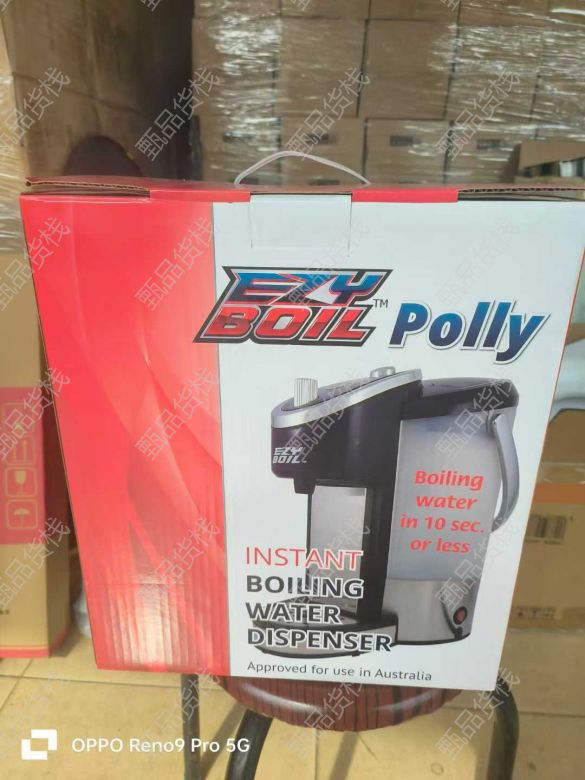 EZY
BOIL™
Polly
EZY
BOIL
Boiling
water
in 10 sec.
or less
INSTANT
BOILING
WATER
DISPENSER
Approved for use in Australia
OPPO Reno9 Pro 5G
甄品货栈